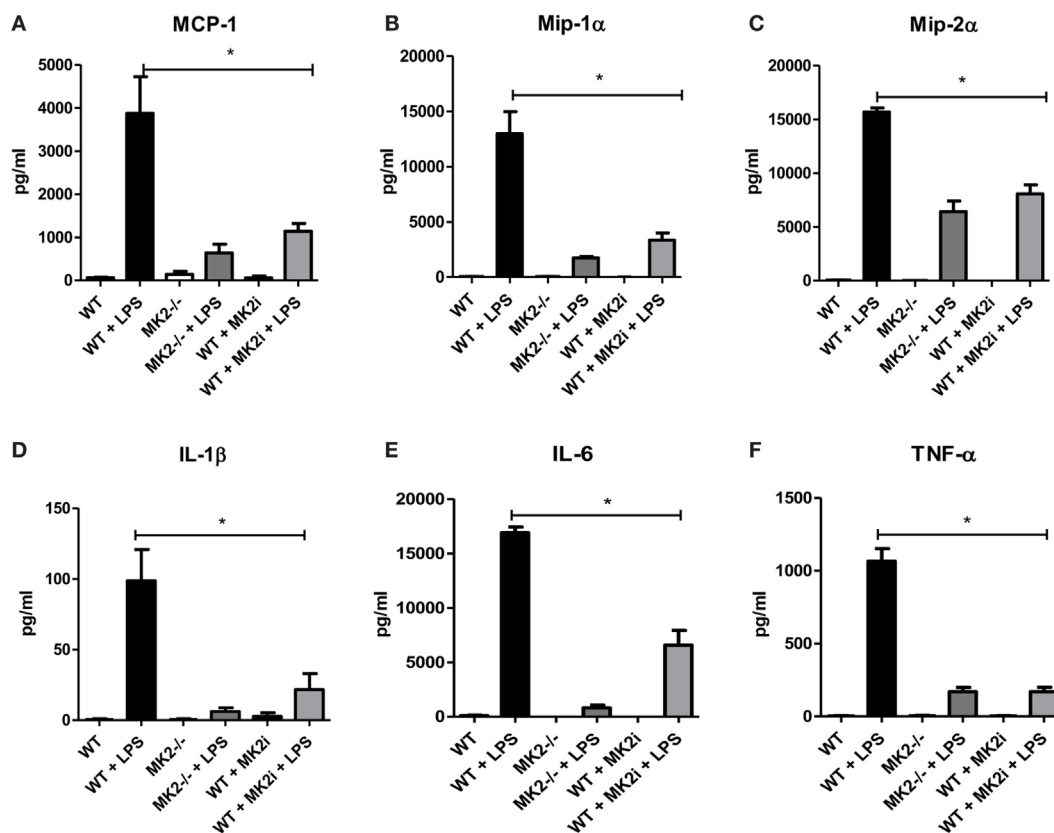 A
MCP-1
*
5000
4000
3000
2000
1000
0
pg/ml
WT
WT + LPS
MK2-/-
MK2-/- + LPS
WT + MK2i
WT + MK2i + LPS
B
Mip-1α
*
20000
15000
10000
5000
0
pg/ml
WT
WT + LPS
MK2-/-
MK2-/- + LPS
WT + MK2i
WT + MK2i + LPS
C
Mip-2α
*
20000
15000
10000
5000
0
pg/ml
WT
WT + LPS
MK2-/-
MK2-/- + LPS
WT + MK2i
WT + MK2i + LPS
D
IL-1β
*
150
100
50
0
pg/ml
WT
WT + LPS
MK2-/-
MK2-/- + LPS
WT + MK2i
WT + MK2i + LPS
E
IL-6
*
20000
15000
10000
5000
0
pg/ml
WT
WT + LPS
MK2-/-
MK2-/- + LPS
WT + MK2i
WT + MK2i + LPS
F
TNF-α
*
1500
1000
500
0
pg/ml
WT
WT + LPS
MK2-/-
MK2-/- + LPS
WT + MK2i
WT + MK2i + LPS